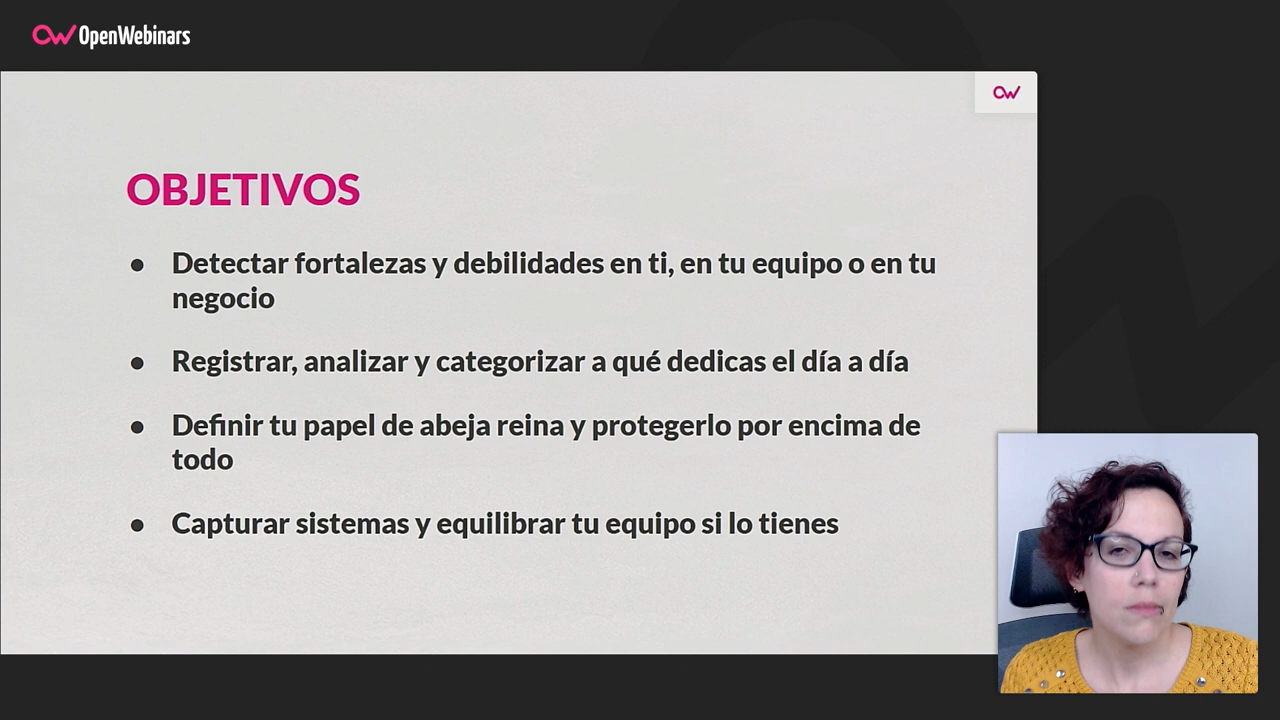 OpenWebinars
OBJETIVOS
● Detectar fortalezas y debilidades en ti, en tu equipo o en tu
negocio
● Registrar, analizar y categorizar a qué dedicas el día a día
● Definir tu papel de abeja reina y protegerlo por encima de
todo
● Capturar sistemas y equilibrar tu equipo si lo tienes